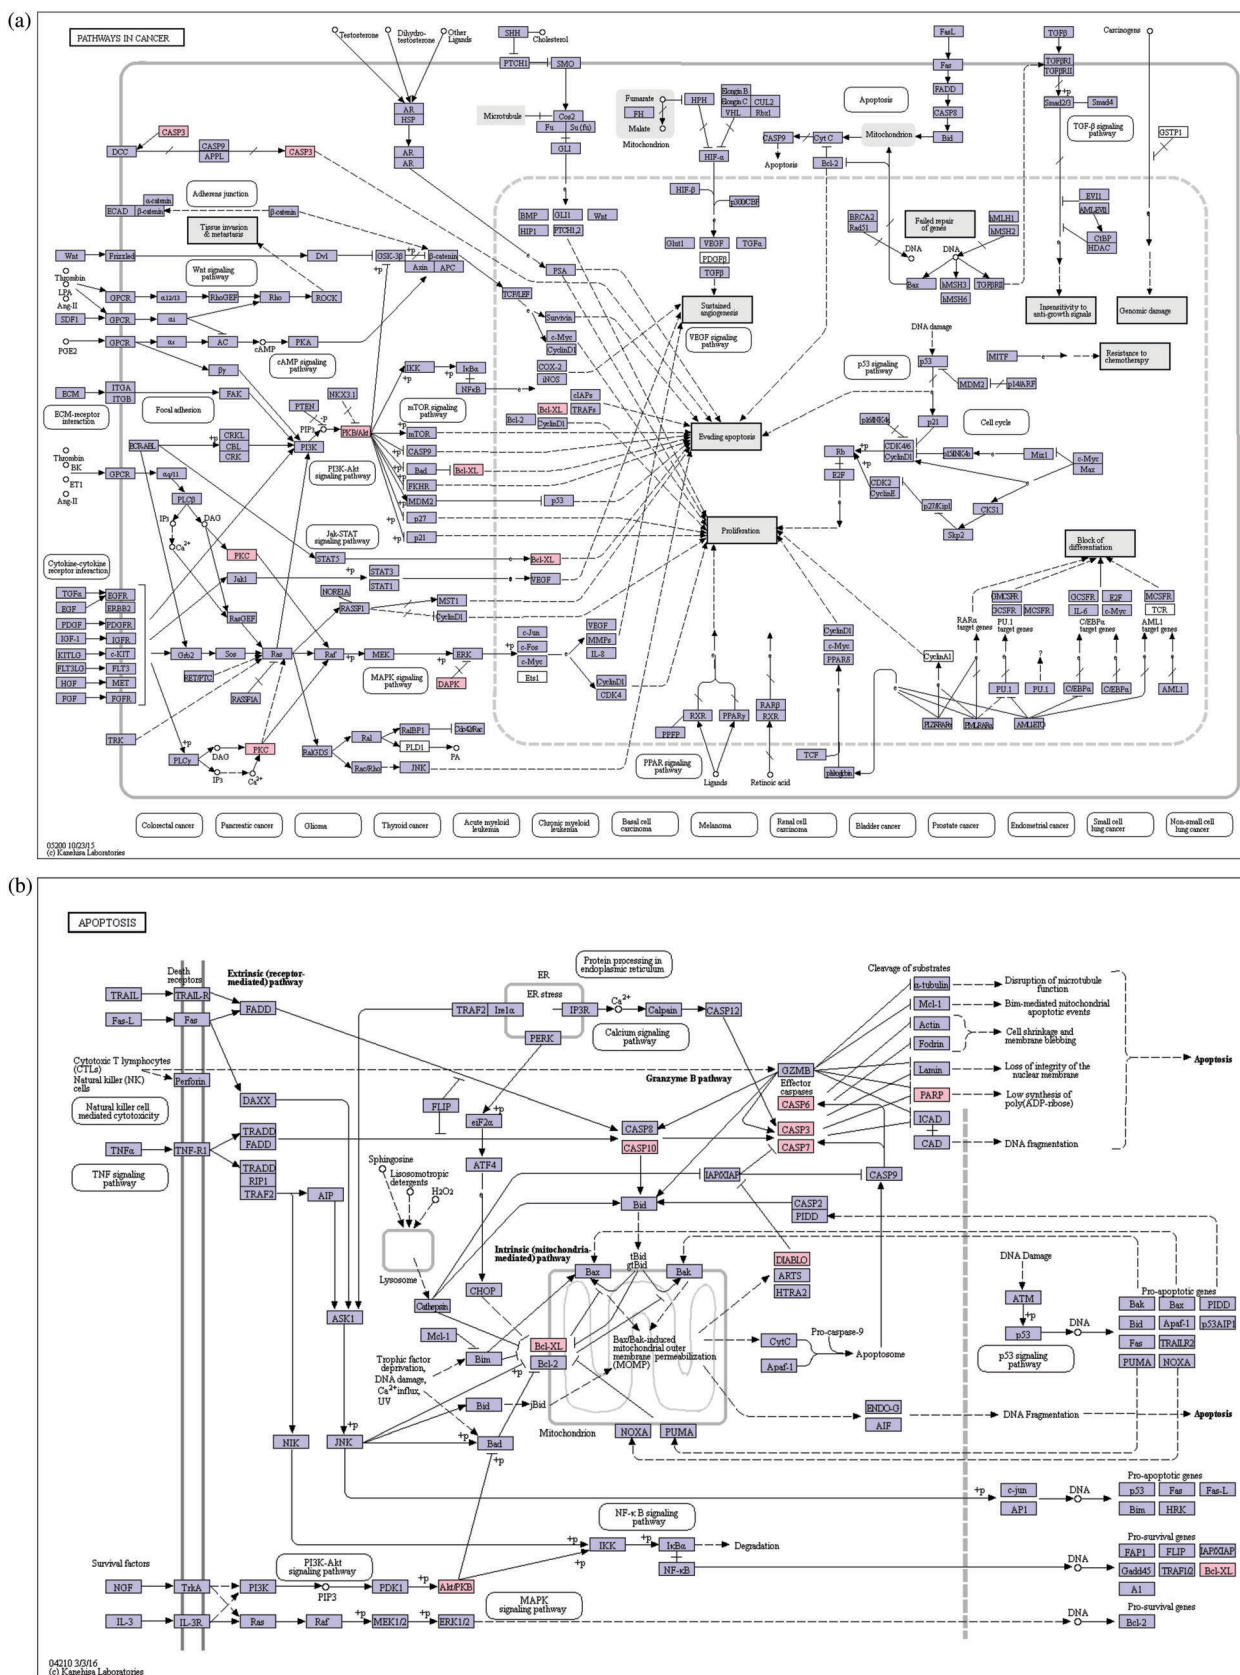 (a)
PATHWAYS IN CANCER
Testosterone
Dihydro-
testosterone
Other
Ligands
SHH
Cholesterol
PTCH1
SMO
AR
HSP
AR
AR
Microtubule
Cos2
Fu
Su(fu)
GLI
Fumarate
FH
Malate
Mitochondrion
HPH
Elongin B
Elongin C
CUL2
VHL
Rbx1
HIF-α
HIF-β
p300CBP
Apoptosis
FasL
Fas
FADD
CASP8
Bid
Mitochondrion
Cyt C
CASP9
Apoptosis
Bcl-2
TGFβ
TGFβRI
TGFβRII
+p
Smad2/3
Smad4
TGF-β signaling
pathway
Carcinogens
GSTP1
CASP3
DCC
CASP9
APPL
CASP3
Adherens junction
α-catenin
ECAD
β-catenin
β-catenin
Tissue invasion
& metastasis
Wnt
Frizzled
Dvl
GSK-3β
β-catenin
Axin
APC
+p
Wnt signaling
pathway
Thrombin
LPA
Ang-II
GPCR
α12/13
RhoGEF
Rho
ROCK
SDF1
GPCR
αi
PGE2
GPCR
αs
AC
cAMP
PKA
cAMP signaling
pathway
TCF/LEF
BMP
GLI1
Wnt
HIP1
PTCH1,2
PSA
Survivin
c-Myc
CyclinD1
Glut1
VEGF
TGFα
PDGFβ
TGFβ
Sustained
angiogenesis
VEGF signaling
pathway
BRCA2
Rad51
DNA
Failed repair
of genes
DNA
hMLH1
hMSH2
Bax
hMSH3
TGFβRII
hMSH6
EVI1
AML-EVI1
CtBP
HDAC
Insensitivity to
anti-growth signals
Genomic damage
βγ
ECM
ITGA
ITGB
FAK
ECM-receptor
interaction
Focal adhesion
PTEN
NKX3.1
PIP3
PI3K
PKB/Akt
PI3K-Akt
signaling pathway
BCR-ABL
CRKL
CBL
CRK
IKK
IκBα
NFκB
mTOR signaling
pathway
mTOR
CASP9
Bad
Bcl-XL
FKHR
MDM2
p53
p27
p21
COX-2
iNOS
cIAPs
Bcl-XL
TRAFs
Bcl-2
CyclinD1
Evading apoptosis
Proliferation
DNA damage
p53 signaling
pathway
p53
MDM2
p14/ARF
MITF
Resistance to
chemotherapy
p21
p16/INK4a
Cell cycle
Rb
CDK4/6
CyclinD1
p15/INK4b
Miz1
c-Myc
Max
E2F
CDK2
CyclinE
p27/Kip1
CKS1
Skp2
Thrombin
BK
ET1
Ang-II
GPCR
αq/11
PLCβ
IP3
DAG
Ca2+
PKC
Jak-STAT
signaling pathway
STAT5
Bcl-XL
Jak1
STAT3
STAT1
VEGF
Cytokine-cytokine
receptor interaction
TGFα
EGFR
EGF
ERBB2
PDGF
PDGFR
IGF-1
IGFR
KITLG
c-KIT
FLT3LG
FLT3
HGF
MET
FGF
FGFR
TRK
RasGEF
Grb2
Sos
Ras
Raf
RET/PTC
RASSF1A
NORE1A
RASSF1
MST1
CyclinD1
MEK
ERK
DAPK
MAPK signaling
pathway
c-Jun
c-Fos
c-Myc
Ets1
VEGF
MMPs
IL-8
CyclinD1
CDK4
PLCγ
DAG
PKC
IP3
Ca2+
RalGDS
Ral
RalBP1
Cdc42/Rac
PLD1
PA
Rac/Rho
JNK
PPFP
RXR
PPARγ
PPAR signaling
pathway
Ligands
RARβ
RXR
Retinoic acid
CyclinD1
c-Myc
PPARδ
TCF
Block of
differentiation
GMCSFR
GCSFR
MCSFR
GCSFR
E2F
IL-6
c-Myc
MCSFR
TCR
RARα
target genes
PU.1
target genes
C/EBPα
target genes
AML1
target genes
CyclinA1
PU.1
PU.1
C/EBPα
C/EBPα
AML1
PLZF-RARα
PML-RARα
AML1-ETO
Colorectal cancer
Pancreatic cancer
Glioma
Thyroid cancer
Acute myeloid
leukemia
Chronic myeloid
leukemia
Basal cell
carcinoma
Melanoma
Renal cell
carcinoma
Bladder cancer
Prostate cancer
Endometrial cancer
Small cell
lung cancer
Non-small cell
lung cancer
05200 10/23/15
(c) Kanehisa Laboratories
(b)
APOPTOSIS
Death
receptors
Extrinsic (receptor-
mediated) pathway
TRAIL
TRAIL-R
FADD
Fas-L
Fas
Cytotoxic T lymphocytes
(CTLs)
Natural killer (NK)
cells
Perforin
Natural killer cell
mediated cytotoxicity
DAXX
TNFα
TNF-R1
TRADD
FADD
TRADD
RIP1
TRAF2
TNF signaling
pathway
AIP
ER
Protein processing in
endoplasmic reticulum
ER stress
TRAF2
Ire1α
IP3R
Ca2+
Calpain
CASP12
PERK
Calcium signaling
pathway
FLIP
+p
eiF2α
ATF4
CHOP
Granzyme B pathway
GZMB
Effector
caspases
CASP6
CASP3
CASP7
CASP8
CASP10
IAP/XIAP
CASP9
Cleavage of substrates
α-tubulin
Mcl-1
Actin
Fodrin
Lamin
PARP
ICAD
CAD
Disruption of microtubule
function
Bim-mediated mitochondrial
apoptotic events
Cell shrinkage and
membrane blebbing
Loss of integrity of the
nuclear membrane
Low synthesis of
poly(ADP-ribose)
DNA fragmentation
Apoptosis
Sphingosine
Lisosomotropic
detergents
H2O2
Lysosome
Cathepsin
Bid
CASP2
PIDD
Intrinsic (mitochondria-
mediated) pathway
tBid
gtBid
Bax
Bak
DIABLO
ARTS
HTRA2
ASK1
Mcl-1
Bim
Bcl-XL
Bcl-2
Bax/Bak-induced
mitochondrial outer
membrane permeabilization
(MOMP)
CytC
Pro-caspase-9
Apaf-1
Apoptosome
Trophic factor
deprivation,
DNA damage,
Ca2+influx,
UV
Bid
jBid
Bad
+p
Mitochondrion
NOXA
PUMA
ENDO-G
AIF
DNA Fragmentation
Apoptosis
DNA Damage
ATM
+p
p53
DNA
p53 signaling
pathway
Pro-apoptotic genes
Bak
Bax
PIDD
Bid
Apaf-1
p53AIP1
Fas
TRAILR2
PUMA
NOXA
NIK
JNK
+p
c-jun
AP1
DNA
Pro-apoptotic genes
p53
Fas
Fas-L
Bim
HRK
NF-κB signaling
pathway
IKK
+p
IκBα
NF-κB
Degradation
DNA
Pro-survival genes
FAP1
FLIP
IAP/XIAP
Gadd45
TRAF1/2
Bcl-XL
A1
Survival factors
PI3K-Akt
signaling pathway
NGF
TrkA
PI3K
PIP3
PDK1
+p
Akt/PKB
IL-3
IL-3R
Ras
Raf
+p
MEK1/2
+p
ERK1/2
MAPK
signaling pathway
DNA
Pro-survival genes
Bcl-2
04210 3/3/16
(c) Kanehisa Laboratories